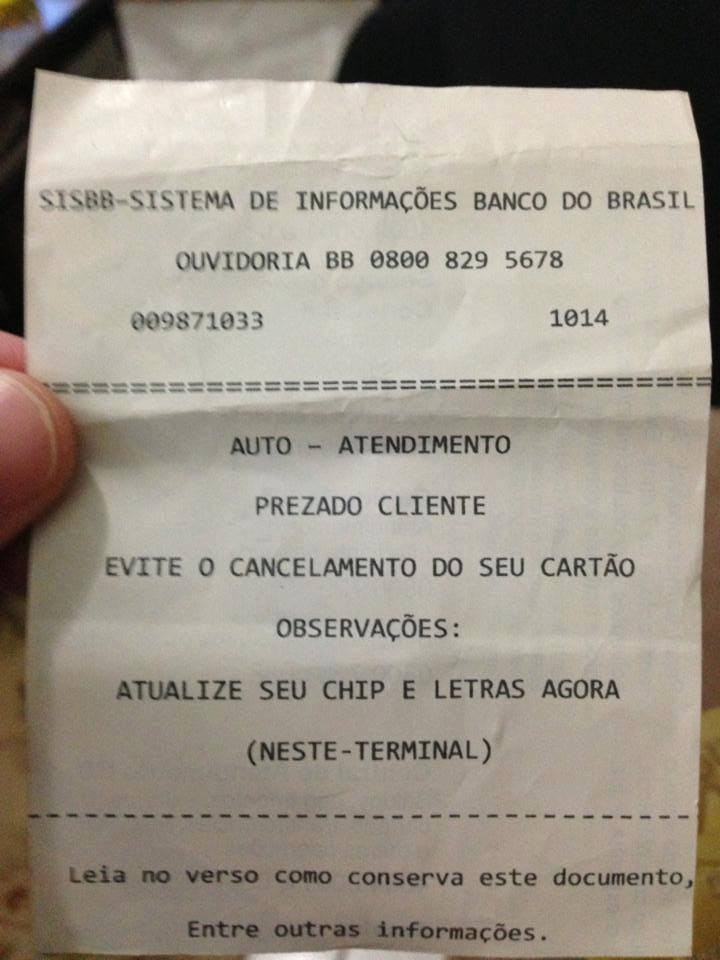 SISBB-SISTEMA DE INFORMAÇÕES BANCO DO BRASIL
OUVIDORIA BB 0800 829 5678
009871033 1014
================================================
AUTO - ATENDIMENTO
PREZADO CLIENTE
EVITE O CANCELAMENTO DO SEU CARTÃO
OBSERVAÇÕES:
ATUALIZE SEU CHIP E LETRAS AGORA
(NESTE-TERMINAL)
------------------------------------------------
Leia no verso como conserva este documento,
Entre outras informações.